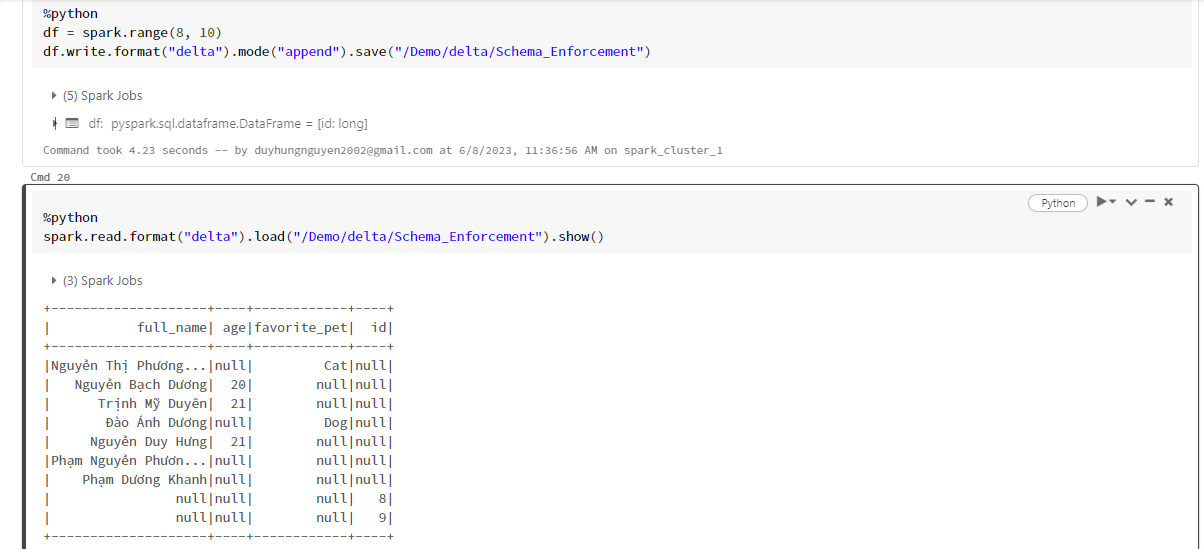 %python
df = spark.range(8, 10)
df.write.format("delta").mode("append").save("/Demo/delta/Schema_Enforcement")
(5) Spark Jobs
df: pyspark.sql.dataframe.DataFrame = [id: long]
Command took 4.23 seconds -- by duyhungnguyen2002@gmail.com at 6/8/2023, 11:36:56 AM on spark_cluster_1
Cmd 20
Python
%python
spark.read.format("delta").load("/Demo/delta/Schema_Enforcement").show()
(3) Spark Jobs
+--------------------+----+------------+----+
|           full_name| age|favorite_pet|  id|
+--------------------+----+------------+----+
|Nguyễn Thị Phương...|null|         Cat|null|
|   Nguyễn Bạch Dương|  20|        null|null|
|      Trịnh Mỹ Duyên|  21|        null|null|
|       Đào Ánh Dương|null|         Dog|null|
|     Nguyễn Duy Hưng|  21|        null|null|
|Phạm Nguyễn Phươn...|null|        null|null|
|    Phạm Dương Khanh|null|        null|null|
|                null|null|        null|   8|
|                null|null|        null|   9|
+--------------------+----+------------+----+